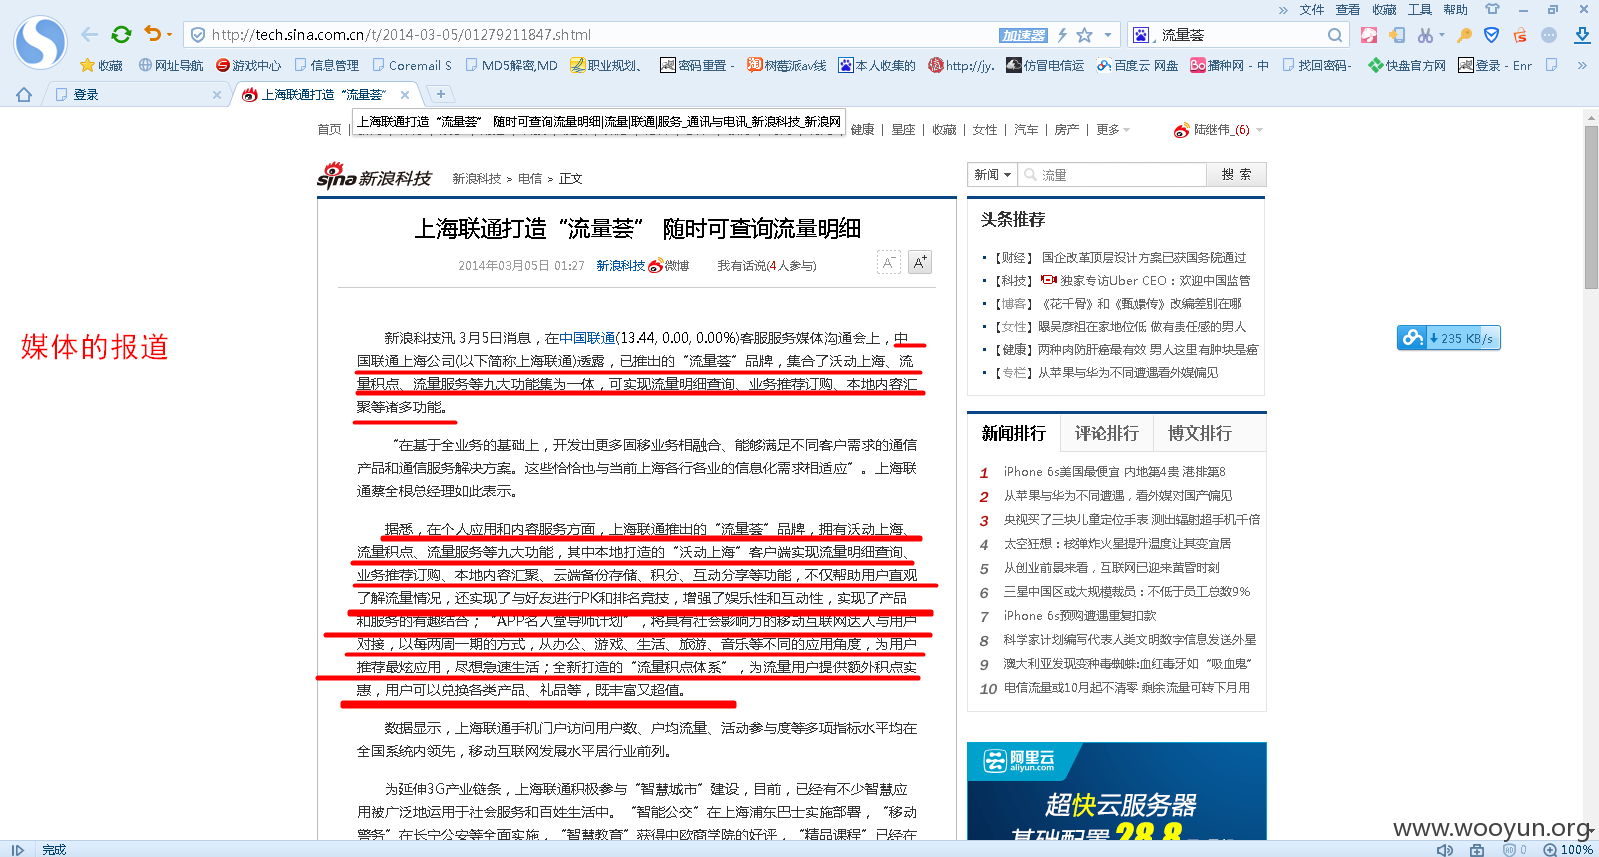 » 文件 查看 收藏 工具 帮助
http://tech.sina.com.cn/t/2014-03-05/01279211847.shtml 加速器 流量荟
收藏 网址导航 游戏中心 信息管理 Coremail S MD5解密,MD 职业规划、 密码重置 - 树莓派av线 本人收集的 http://jy. 仿冒电信运 百度云 网盘 播种网 - 中 找回密码- 快盘官方网 登录 - Enr »
登录 × 上海联通打造“流量荟” × +
上海联通打造“流量荟” 随时可查询流量明细|流量|联通|服务_通讯与电讯_新浪科技_新浪网
首页 健康 | 星座 | 收藏 | 女性 | 汽车 | 房产 | 更多 陆继伟_(6)
sina新浪科技 新浪科技 > 电信 > 正文
新闻 流量 搜 索
上海联通打造“流量荟” 随时可查询流量明细
2014年03月05日 01:27 新浪科技 微博 我有话说(4人参与) A- A+
新浪科技讯 3月5日消息，在中国联通(13.44, 0.00, 0.00%)客服服务媒体沟通会上，中
国联通上海公司(以下简称上海联通)透露，已推出的“流量荟”品牌，集合了沃动上海、流
量积点、流量服务等九大功能集为一体，可实现流量明细查询、业务推荐订购、本地内容汇
聚等诸多功能。
“在基于全业务的基础上，开发出更多固移业务相融合、能够满足不同客户需求的通信
产品和通信服务解决方案。这些恰恰也与当前上海各行各业的信息化需求相适应”。上海联
通蔡全根总经理如此表示。
据悉，在个人应用和内容服务方面，上海联通推出的“流量荟”品牌，拥有沃动上海、
流量积点、流量服务等九大功能，其中本地打造的“沃动上海”客户端实现流量明细查询、
业务推荐订购、本地内容汇聚、云端备份存储、积分、互动分享等功能，不仅帮助用户直观
了解流量情况，还实现了与好友进行PK和排名竞技，增强了娱乐性和互动性，实现了产品
和服务的有趣结合；“APP名人堂导师计划”，将具有社会影响力的移动互联网达人与用户
对接，以每两周一期的方式，从办公、游戏、生活、旅游、音乐等不同的应用角度，为用户
推荐最炫应用，尽想急速生活；全新打造的“流量积点体系”，为流量用户提供额外积点实
惠，用户可以兑换各类产品、礼品等，既丰富又超值。
数据显示，上海联通手机门户访问用户数、户均流量、活动参与度等多项指标水平均在
全国系统内领先，移动互联网发展水平居行业前列。
为延伸3G产业链条，上海联通积极参与“智慧城市”建设，目前，已经有不少智慧应
用被广泛地运用于社会服务和百姓生活中。“智能公交”在上海浦东巴士实施部署，“移动
警务”在长宁公安等全面实施，“智慧教育”获得中欧商学院的好评，“精品课程”已经在
媒体的报道
头条推荐
【财经】 国企改革顶层设计方案已获国务院通过
【科技】 独家专访Uber CEO：欢迎中国监管
【博客】 《花千骨》和《甄嬛传》改编差别在哪
【女性】 曝吴彦祖在家地位低 做有责任感的男人
【健康】 两种肉防肝癌最有效 男人这里有肿块是癌
【专栏】 从苹果与华为不同遭遇看外媒偏见
新闻排行 评论排行 博文排行
1 iPhone 6s美国最便宜 内地第4贵 港排第8
2 从苹果与华为不同遭遇，看外媒对国产偏见
3 央视买了三块儿童定位手表 测出辐射超手机千倍
4 太空狂想：核弹炸火星提升温度让其变宜居
5 从创业前景来看，互联网已迎来黄昏时刻
6 三星中国区或大规模裁员：不低于员工总数9%
7 iPhone 6s预购遭遇重复扣款
8 科学家计划编写代表人类文明数字信息发送外星
9 澳大利亚发现变种毒蜘蛛:血红毒牙如“吸血鬼”
10 电信流量或10月起不清零 剩余流量可转下月用
阿里云
aliyun.com
超快云服务器
基础配置 28.8
235 KB/s
www.wooyun.org
完成 0 100%